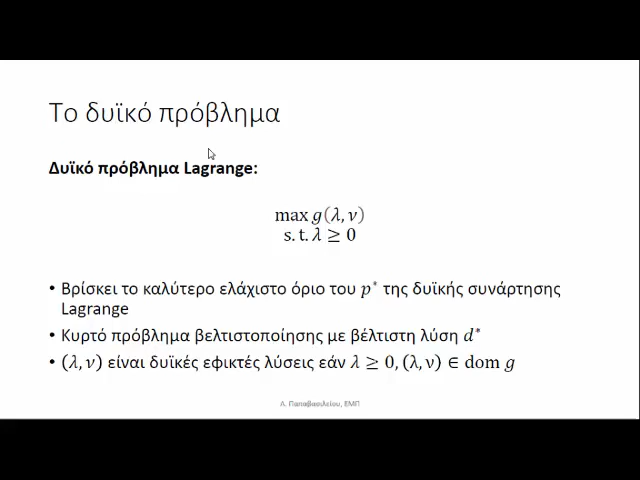 Το δυϊκό πρόβλημα
Δυϊκό πρόβλημα Lagrange:
max g(λ, ν)
s.t. λ ≥ 0
• Βρίσκει το καλύτερο ελάχιστο όριο του p* της δυϊκής συνάρτησης
Lagrange
• Κυρτό πρόβλημα βελτιστοποίησης με βέλτιστη λύση d*
• (λ, ν) είναι δυϊκές εφικτές λύσεις εάν λ ≥ 0, (λ, ν) ∈ dom g
Α. Παπαβασιλείου, ΕΜΠ